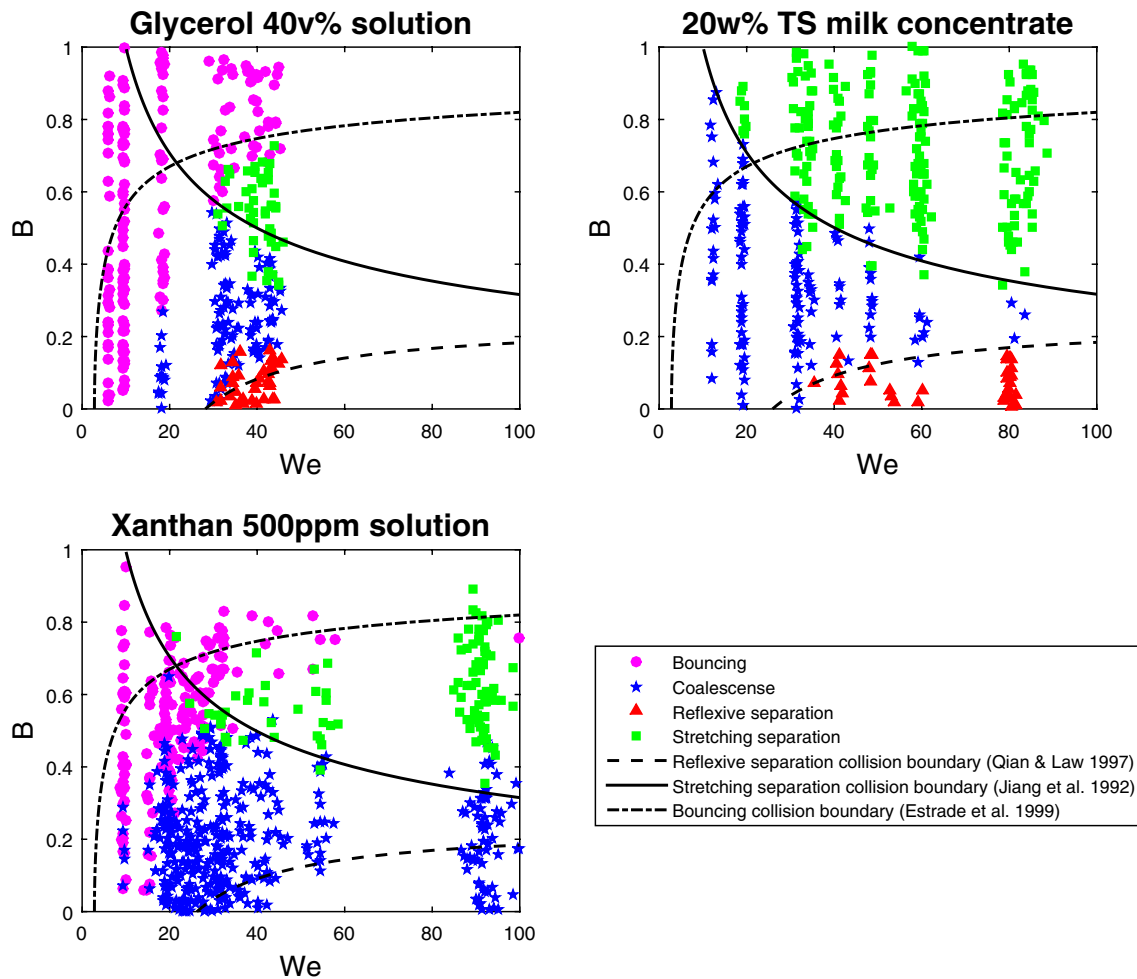 Glycerol 40v% solution
1
0.8
0.6
0.4
0.2
0
B
0 20 40 60 80 100
We
20w% TS milk concentrate
1
0.8
0.6
0.4
0.2
0
B
0 20 40 60 80 100
We
Xanthan 500ppm solution
1
0.8
0.6
0.4
0.2
0
B
0 20 40 60 80 100
We
Bouncing
Coalescense
Reflexive separation
Stretching separation
Reflexive separation collision boundary (Qian & Law 1997)
Stretching separation collision boundary (Jiang et al. 1992)
Bouncing collision boundary (Estrade et al. 1999)